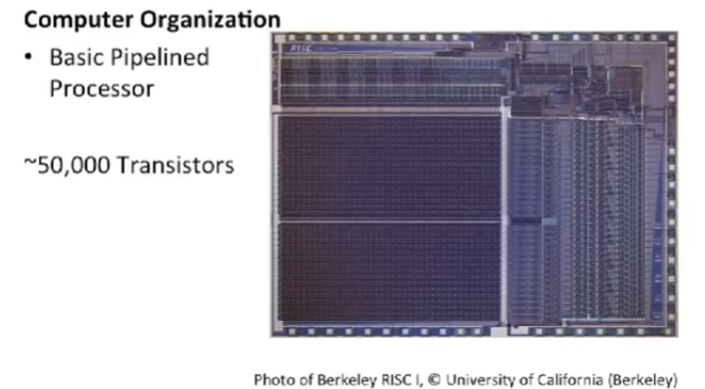 Computer Organization
• Basic Pipelined
Processor
RISC
~50,000 Transistors
Photo of Berkeley RISC I, © University of California (Berkeley)